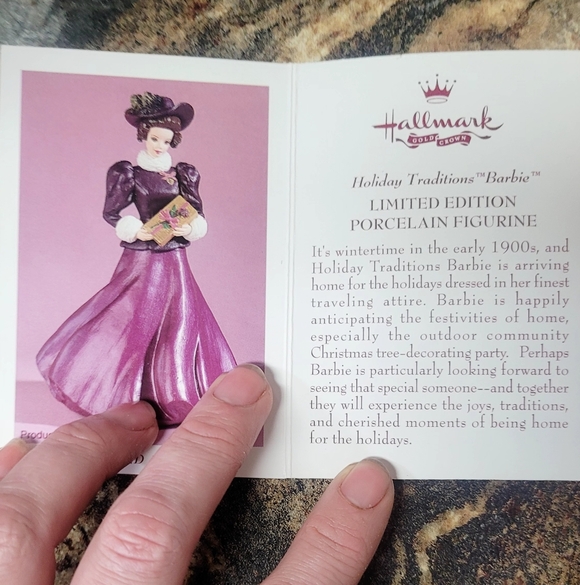 Hallmark
GOLD CROWN
Holiday Traditions™ Barbie™
LIMITED EDITION
PORCELAIN FIGURINE
It's wintertime in the early 1900s, and
Holiday Traditions Barbie is arriving
home for the holidays dressed in her finest
traveling attire. Barbie is happily
anticipating the festivities of home,
especially the outdoor community
Christmas tree-decorating party. Perhaps
Barbie is particularly looking forward to
seeing that special someone--and together
they will experience the joys, traditions,
and cherished moments of being home
for the holidays.